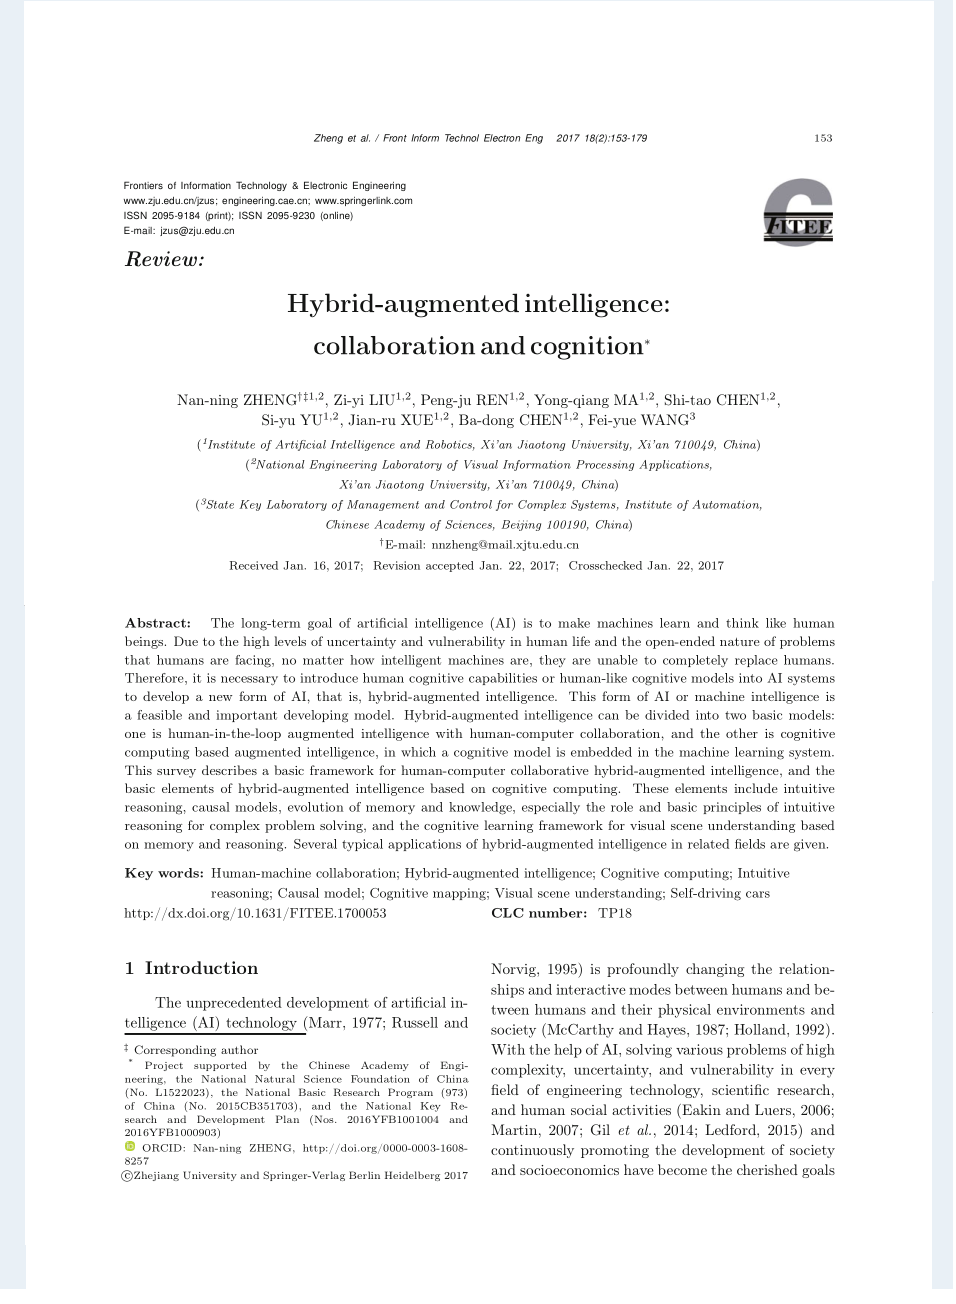 Zheng et al. / Front Inform Technol Electron Eng 2017 18(2):153-179 153
Frontiers of Information Technology & Electronic Engineering
www.zju.edu.cn/jzus; engineering.cae.cn; www.springerlink.com
ISSN 2095-9184 (print); ISSN 2095-9230 (online)
E-mail: jzus@zju.edu.cn
FITEE
Review:
Hybrid-augmented intelligence:
collaboration and cognition*
Nan-ning ZHENG†‡1,2, Zi-yi LIU1,2, Peng-ju REN1,2, Yong-qiang MA1,2, Shi-tao CHEN1,2,
Si-yu YU1,2, Jian-ru XUE1,2, Ba-dong CHEN1,2, Fei-yue WANG3
(1Institute of Artificial Intelligence and Robotics, Xi'an Jiaotong University, Xi'an 710049, China)
(2National Engineering Laboratory of Visual Information Processing Applications,
Xi'an Jiaotong University, Xi'an 710049, China)
(3State Key Laboratory of Management and Control for Complex Systems, Institute of Automation,
Chinese Academy of Sciences, Beijing 100190, China)
†E-mail: nnzheng@mail.xjtu.edu.cn
Received Jan. 16, 2017; Revision accepted Jan. 22, 2017; Crosschecked Jan. 22, 2017
Abstract: The long-term goal of artificial intelligence (AI) is to make machines learn and think like human
beings. Due to the high levels of uncertainty and vulnerability in human life and the open-ended nature of problems
that humans are facing, no matter how intelligent machines are, they are unable to completely replace humans.
Therefore, it is necessary to introduce human cognitive capabilities or human-like cognitive models into AI systems
to develop a new form of AI, that is, hybrid-augmented intelligence. This form of AI or machine intelligence is
a feasible and important developing model. Hybrid-augmented intelligence can be divided into two basic models:
one is human-in-the-loop augmented intelligence with human-computer collaboration, and the other is cognitive
computing based augmented intelligence, in which a cognitive model is embedded in the machine learning system.
This survey describes a basic framework for human-computer collaborative hybrid-augmented intelligence, and the
basic elements of hybrid-augmented intelligence based on cognitive computing. These elements include intuitive
reasoning, causal models, evolution of memory and knowledge, especially the role and basic principles of intuitive
reasoning for complex problem solving, and the cognitive learning framework for visual scene understanding based
on memory and reasoning. Several typical applications of hybrid-augmented intelligence in related fields are given.
Key words: Human-machine collaboration; Hybrid-augmented intelligence; Cognitive computing; Intuitive
reasoning; Causal model; Cognitive mapping; Visual scene understanding; Self-driving cars
http://dx.doi.org/10.1631/FITEE.1700053 CLC number: TP18
1 Introduction
The unprecedented development of artificial in-
telligence (AI) technology (Marr, 1977; Russell and
‡ Corresponding author
* Project supported by the Chinese Academy of Engi-
neering, the National Natural Science Foundation of China
(No. L1522023), the National Basic Research Program (973)
of China (No. 2015CB351703), and the National Key Re-
search and Development Plan (Nos. 2016YFB1001004 and
2016YFB1000903)
ORCID: Nan-ning ZHENG, http://doi.org/0000-0003-1608-
8257
©Zhejiang University and Springer-Verlag Berlin Heidelberg 2017
Norvig, 1995) is profoundly changing the relation-
ships and interactive modes between humans and be-
tween humans and their physical environments and
society (McCarthy and Hayes, 1987; Holland, 1992).
With the help of AI, solving various problems of high
complexity, uncertainty, and vulnerability in every
field of engineering technology, scientific research,
and human social activities (Eakin and Luers, 2006;
Martin, 2007; Gil et al., 2014; Ledford, 2015) and
continuously promoting the development of society
and socioeconomics have become the cherished goals